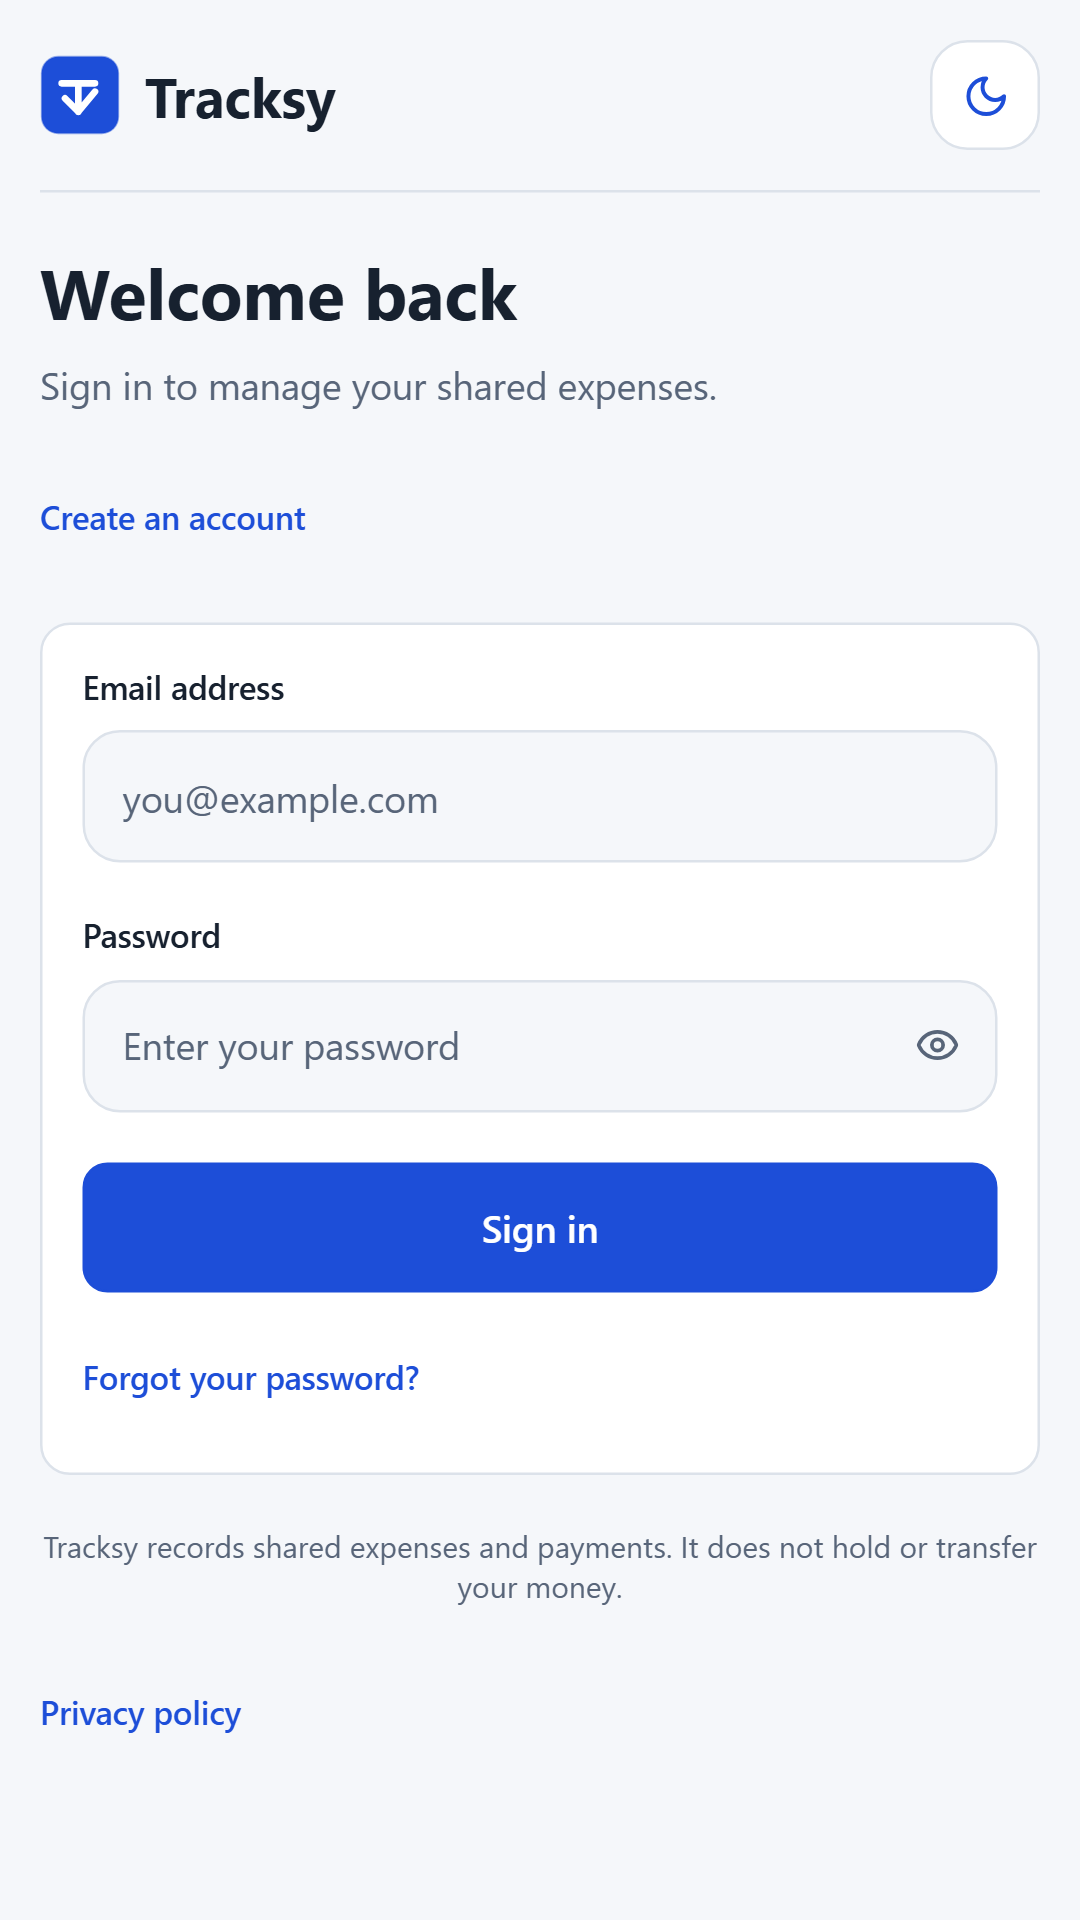 Tracksy
Welcome back
Sign in to manage your shared expenses.
Create an account
Email address
you@example.com
Password
Enter your password
Sign in
Forgot your password?
Tracksy records shared expenses and payments. It does not hold or transfer
your money.
Privacy policy